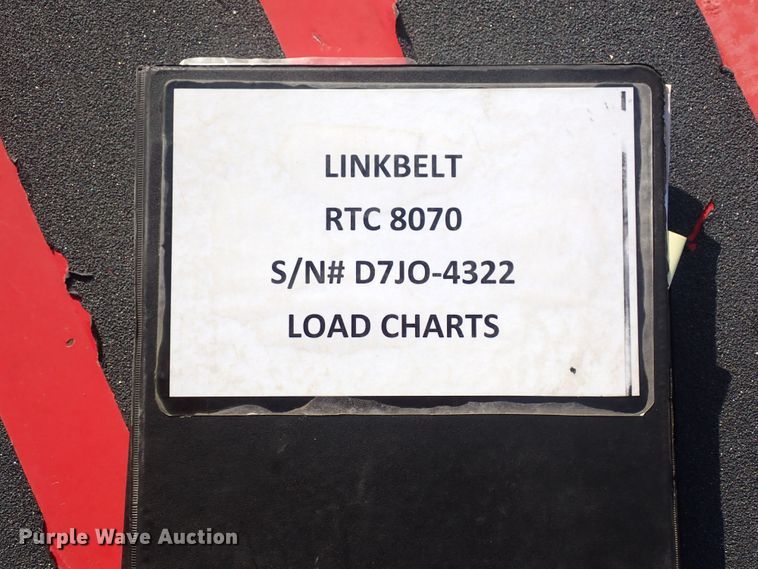 LINKBELT
RTC 8070
S/N# D7JO-4322
LOAD CHARTS
Purple Wave Auction